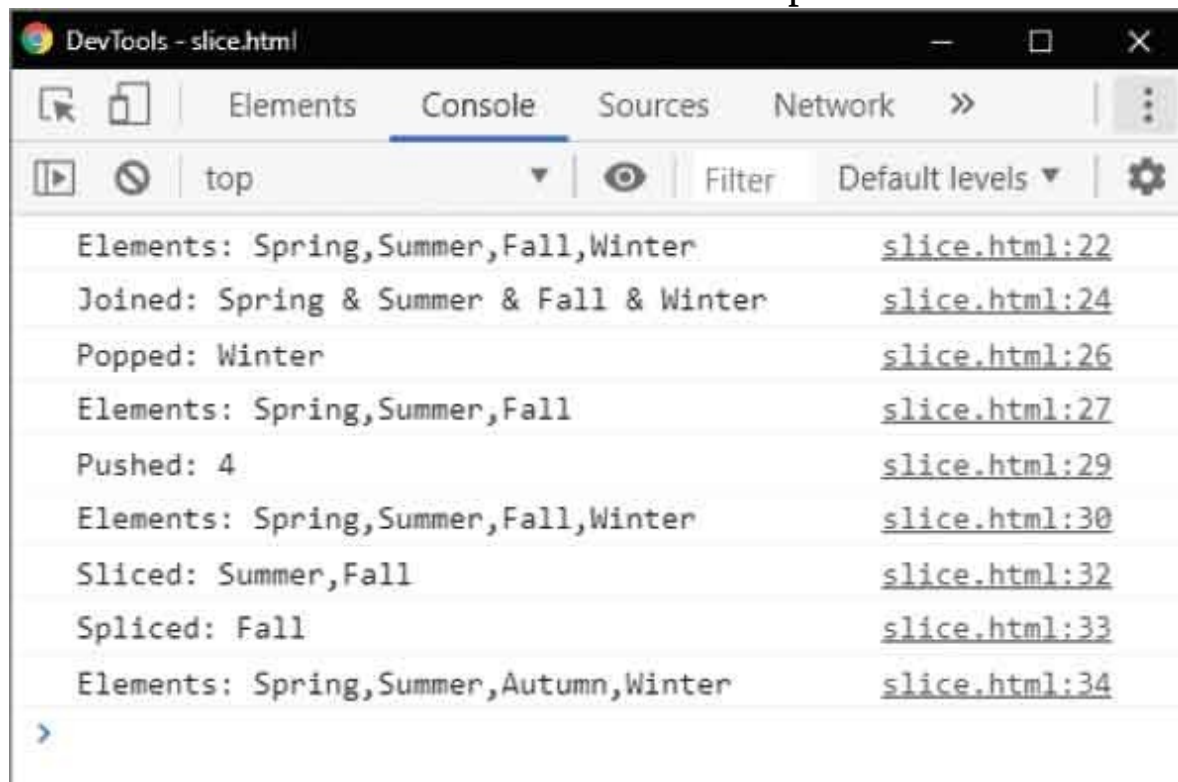 DevTools - slice.html
Elements Console Sources Network »
top Filter Default levels
Elements: Spring,Summer,Fall,Winter slice.html:22
Joined: Spring & Summer & Fall & Winter slice.html:24
Popped: Winter slice.html:26
Elements: Spring,Summer,Fall slice.html:27
Pushed: 4 slice.html:29
Elements: Spring,Summer,Fall,Winter slice.html:30
Sliced: Summer,Fall slice.html:32
Spliced: Fall slice.html:33
Elements: Spring,Summer,Autumn,Winter slice.html:34